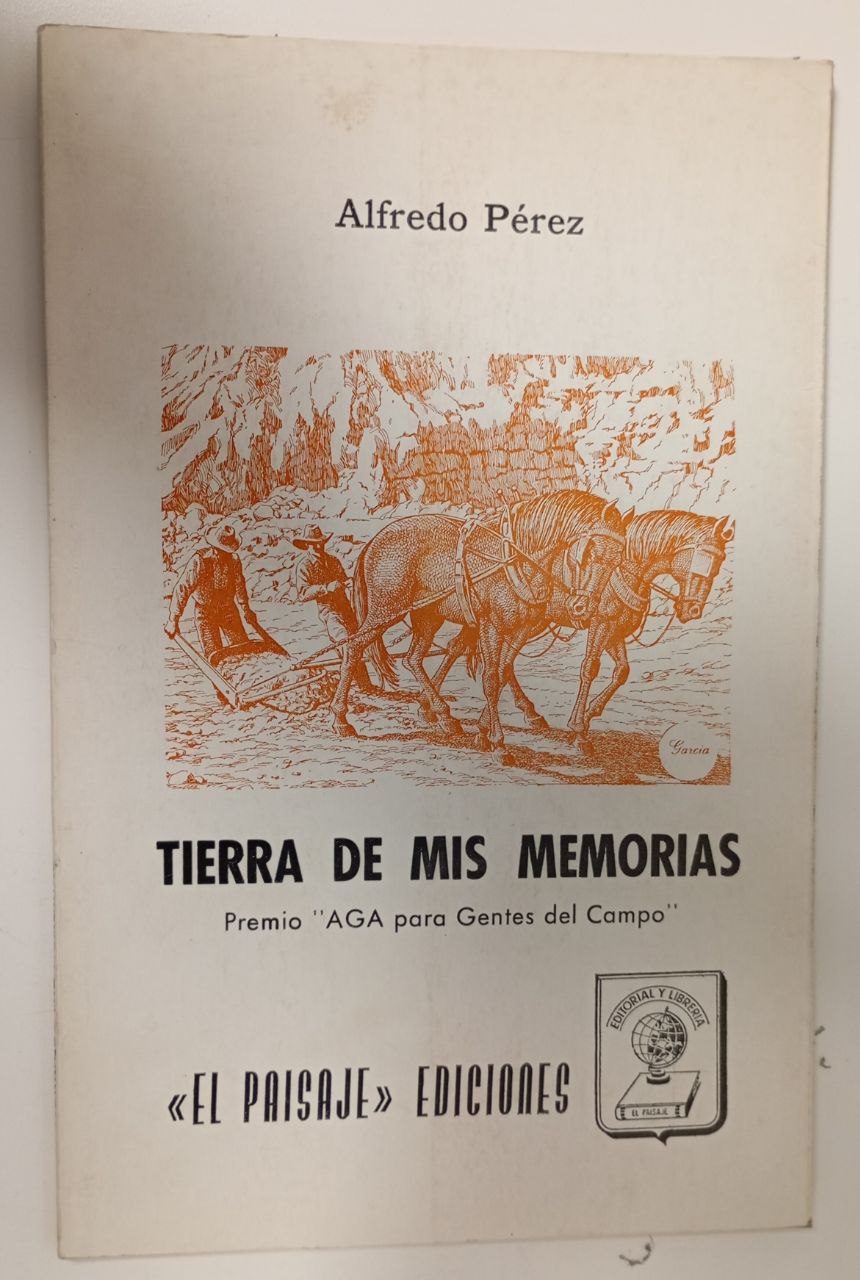 Alfredo Pérez
Garcia
TIERRA DE MIS MEMORIAS
Premio "AGA para Gentes del Campo"
«EL PAISAJE» EDICIONES
EDITORIAL Y LIBRERIA
EL PAISAJE